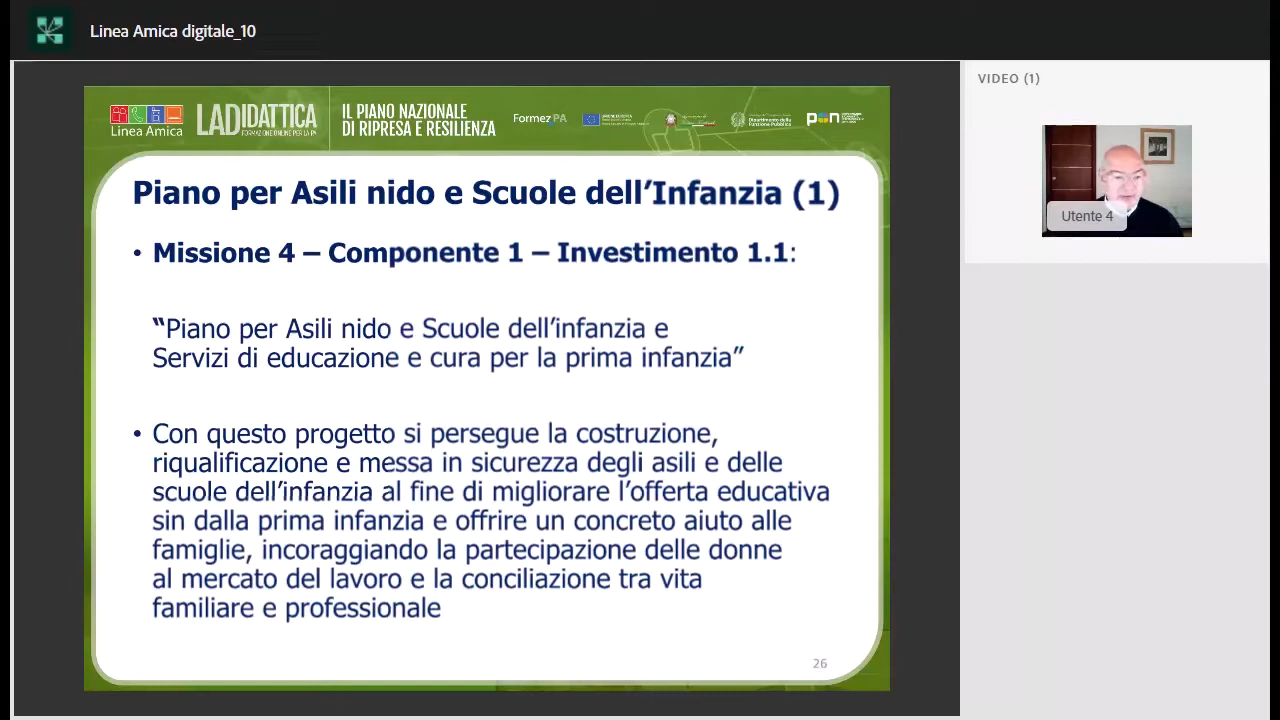 Linea Amica digitale_10
VIDEO (1)
Linea Amica
LADIDATTICA
FORMAZIONE ONLINE PER LA PA
IL PIANO NAZIONALE
DI RIPRESA E RESILIENZA
FormezPA
UNIONE EUROPEA
Dipartimento della
Funzione Pubblica
pon
Utente 4
Piano per Asili nido e Scuole dell’Infanzia (1)
• Missione 4 – Componente 1 – Investimento 1.1:
“Piano per Asili nido e Scuole dell’infanzia e
Servizi di educazione e cura per la prima infanzia”
• Con questo progetto si persegue la costruzione,
riqualificazione e messa in sicurezza degli asili e delle
scuole dell’infanzia al fine di migliorare l’offerta educativa
sin dalla prima infanzia e offrire un concreto aiuto alle
famiglie, incoraggiando la partecipazione delle donne
al mercato del lavoro e la conciliazione tra vita
familiare e professionale
26